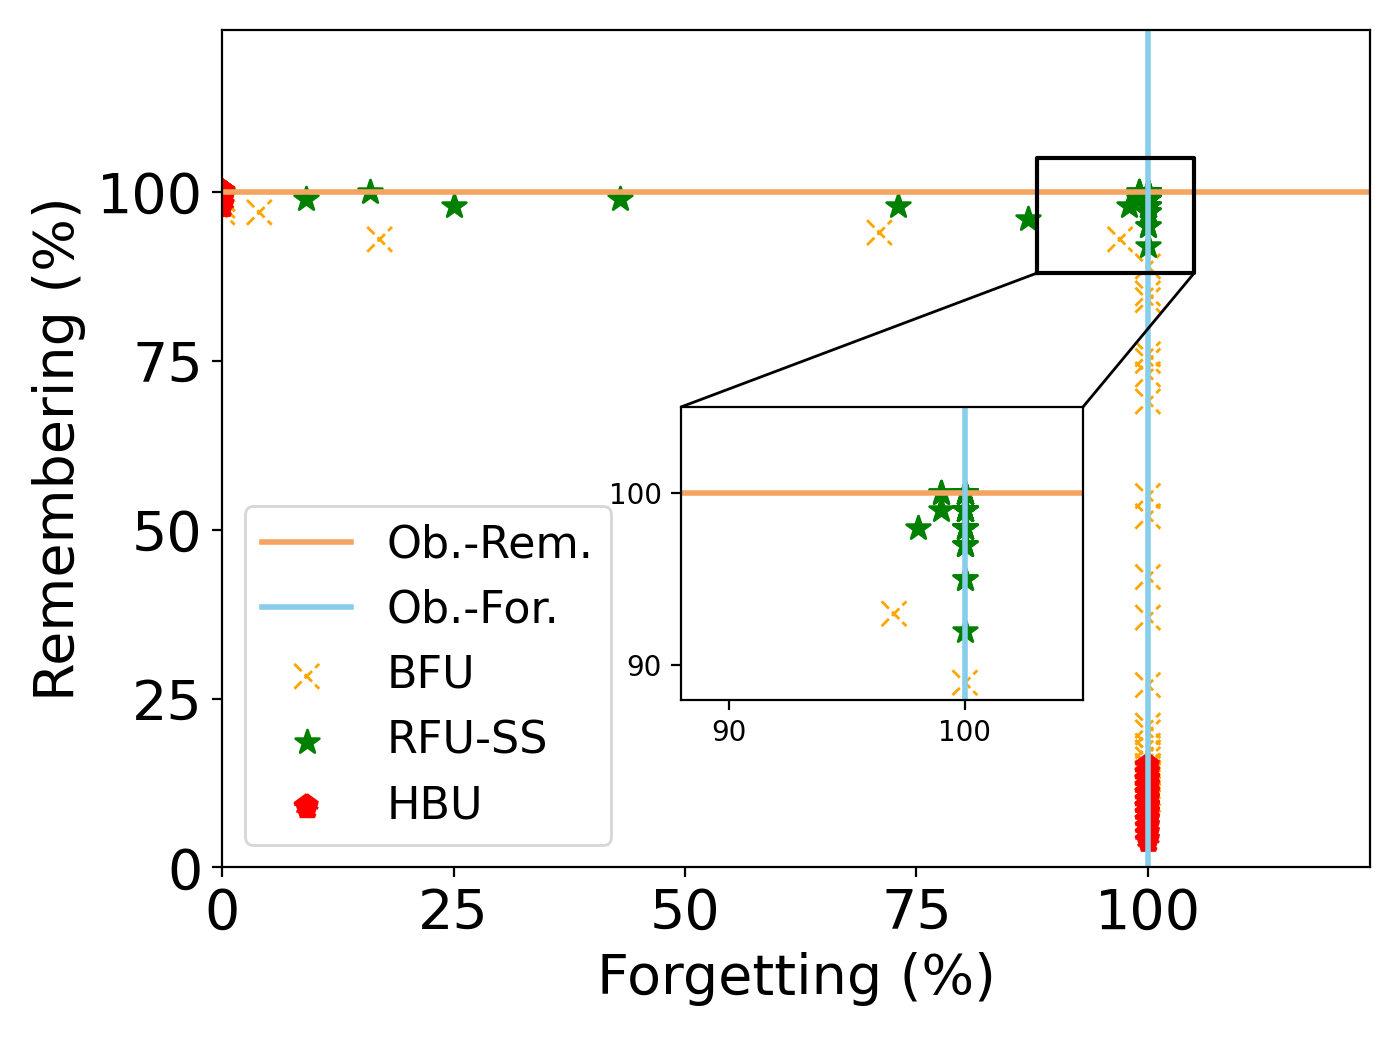 Remembering (%)
100
75
50
25
0
Ob.-Rem.
Ob.-For.
BFU
RFU-SS
HBU
100
90
90 100
0 25 50 75 100
Forgetting (%)